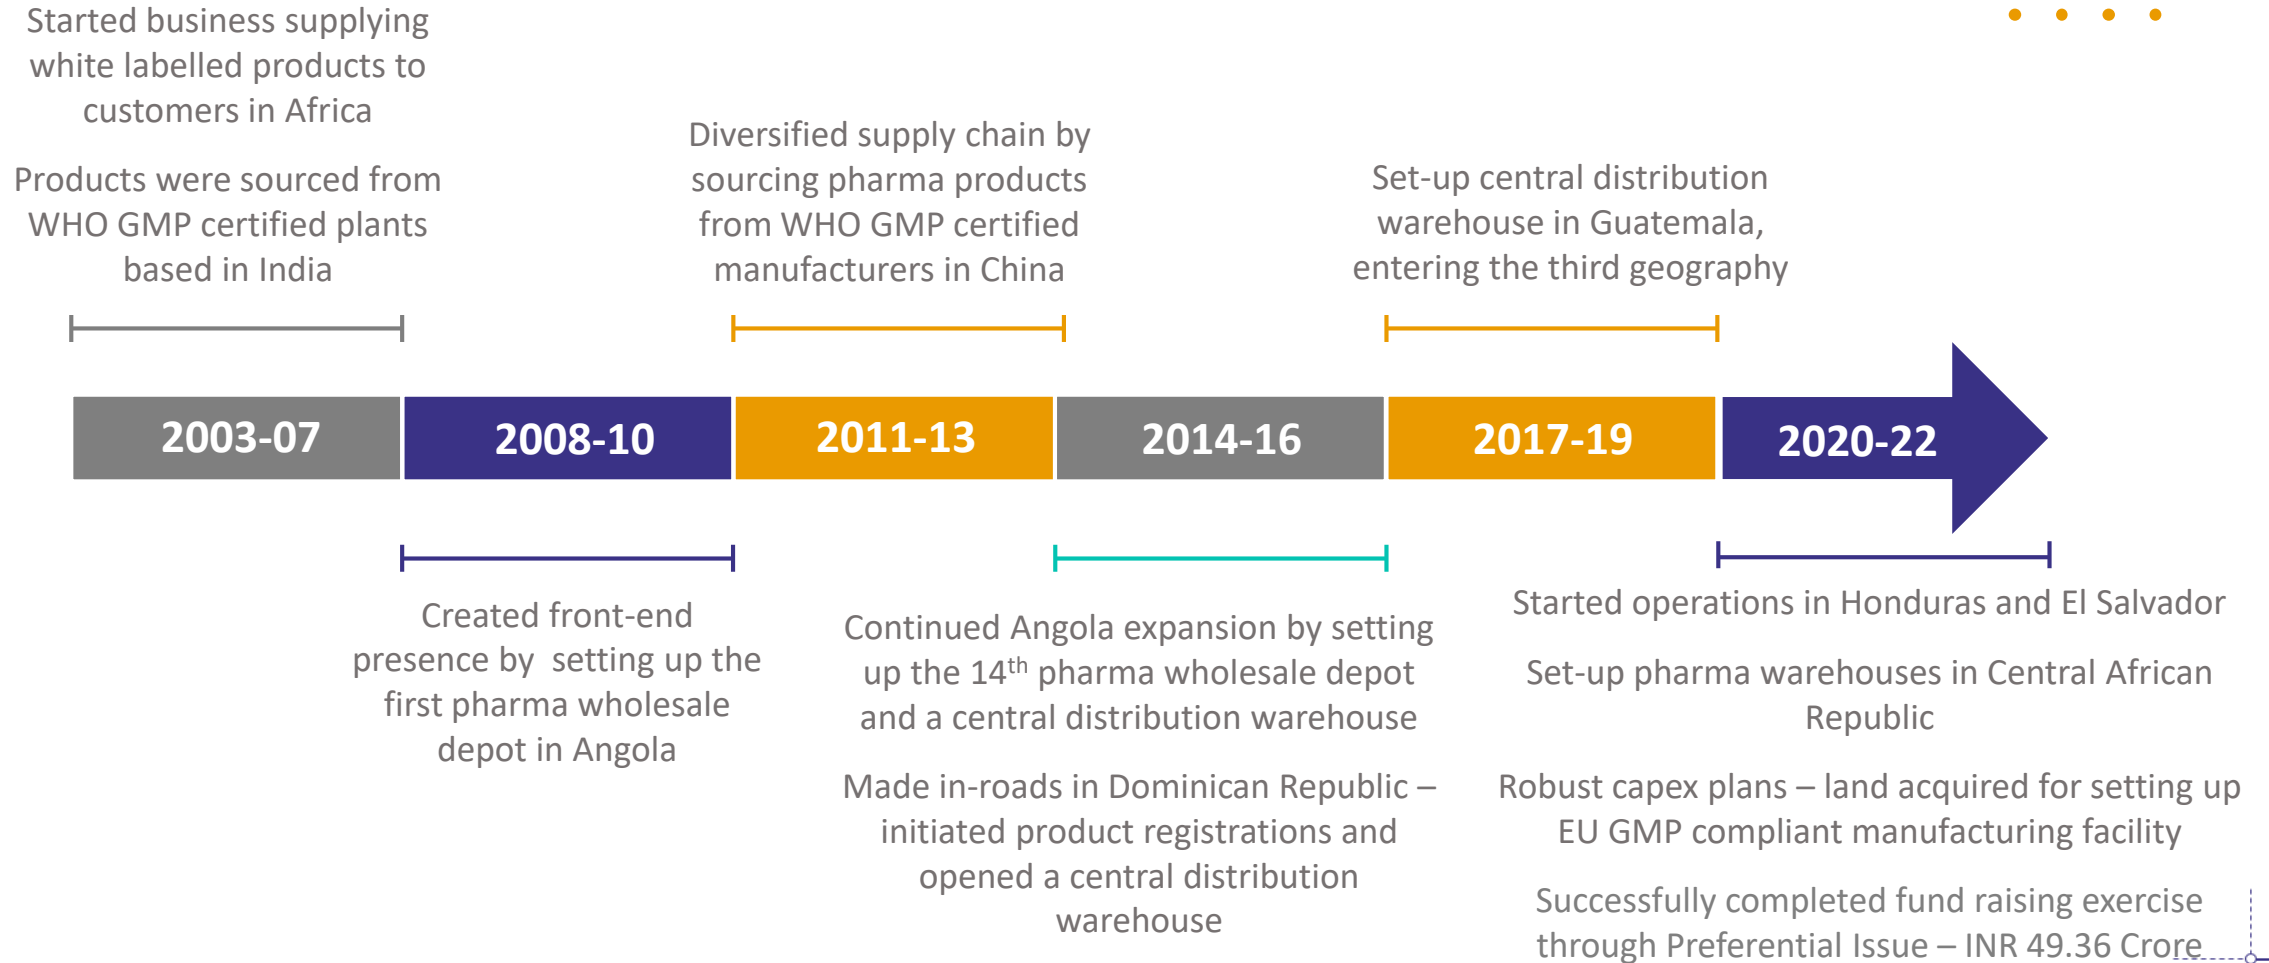 Started business supplying
white labelled products to
customers in Africa
Products were sourced from
WHO GMP certified plants
based in India
Diversified supply chain by
sourcing pharma products
from WHO GMP certified
manufacturers in China
Set-up central distribution
warehouse in Guatemala,
entering the third geography
2003-07
2008-10
2011-13
2014-16
2017-19
2020-22
Created front-end
presence by  setting up the
first pharma wholesale
depot in Angola
Continued Angola expansion by setting
up the 14th pharma wholesale depot
and a central distribution warehouse
Made in-roads in Dominican Republic –
initiated product registrations and
opened a central distribution
warehouse
Started operations in Honduras and El Salvador
Set-up pharma warehouses in Central African
Republic
Robust capex plans – land acquired for setting up
EU GMP compliant manufacturing facility
Successfully completed fund raising exercise
through Preferential Issue – INR 49.36 Crore